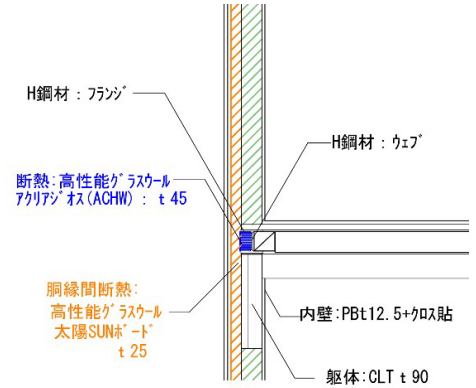 H鋼材：フランジ
H鋼材：ウェブ
断熱：高性能グラスウール
アクリアジオス(ACHW)：ｔ45
胴縁間断熱：
高性能グラスウール
太陽SUNボード
ｔ25
内壁：PBt12.5+クロス貼
躯体：CLTｔ90